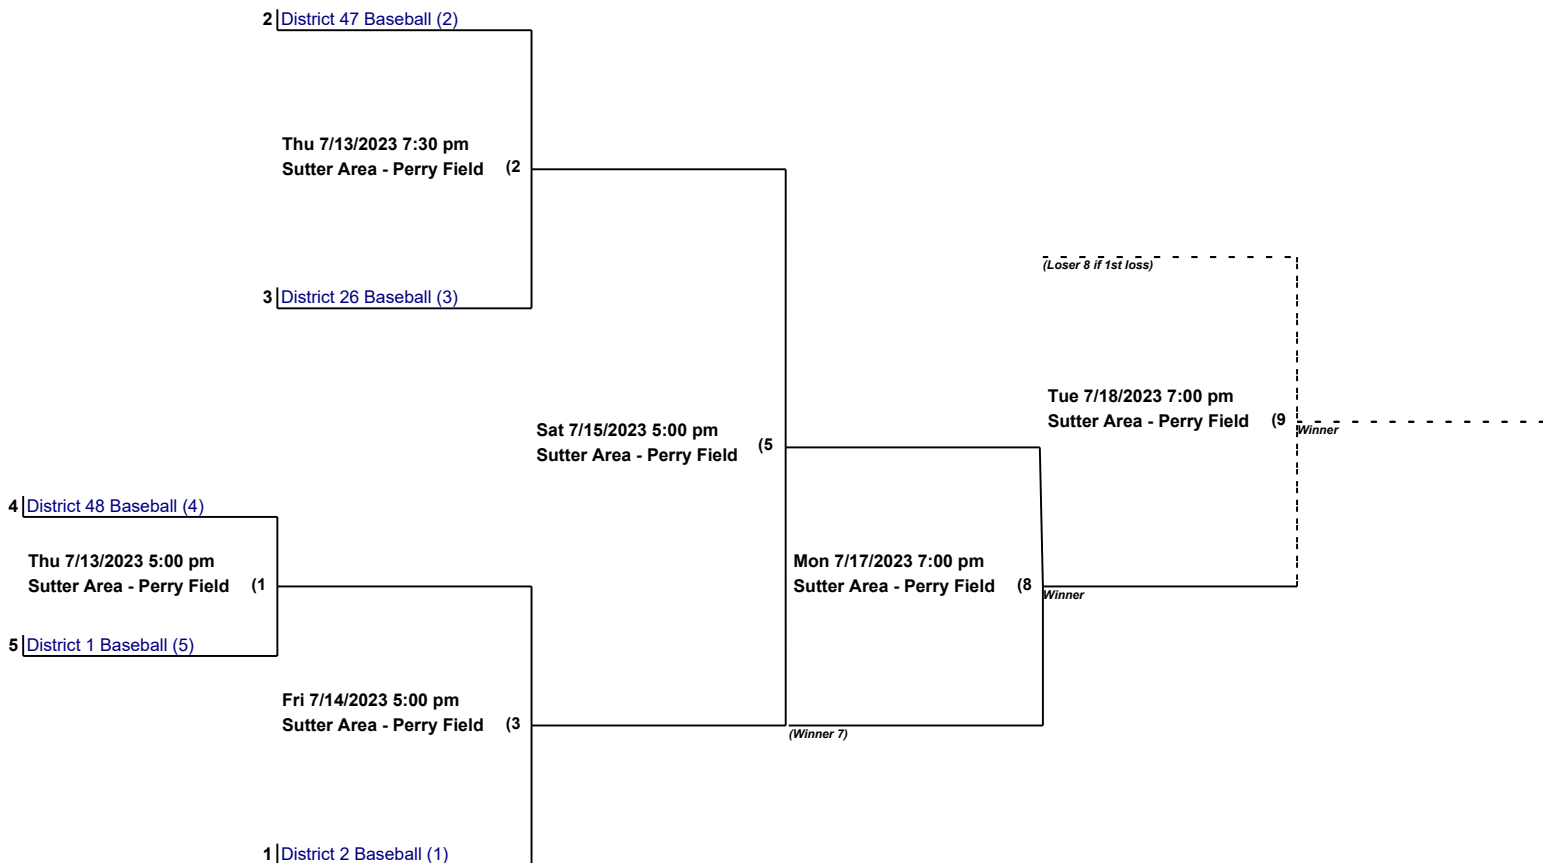 2 District 47 Baseball (2)
Thu 7/13/2023 7:30 pm
Sutter Area - Perry Field (2
3 District 26 Baseball (3)
(Loser 8 if 1st loss)
Tue 7/18/2023 7:00 pm
Sutter Area - Perry Field (9
Winner
Sat 7/15/2023 5:00 pm
Sutter Area - Perry Field (5
4 District 48 Baseball (4)
Thu 7/13/2023 5:00 pm
Sutter Area - Perry Field (1
Mon 7/17/2023 7:00 pm
Sutter Area - Perry Field (8
Winner
5 District 1 Baseball (5)
Fri 7/14/2023 5:00 pm
Sutter Area - Perry Field (3
(Winner 7)
1 District 2 Baseball (1)